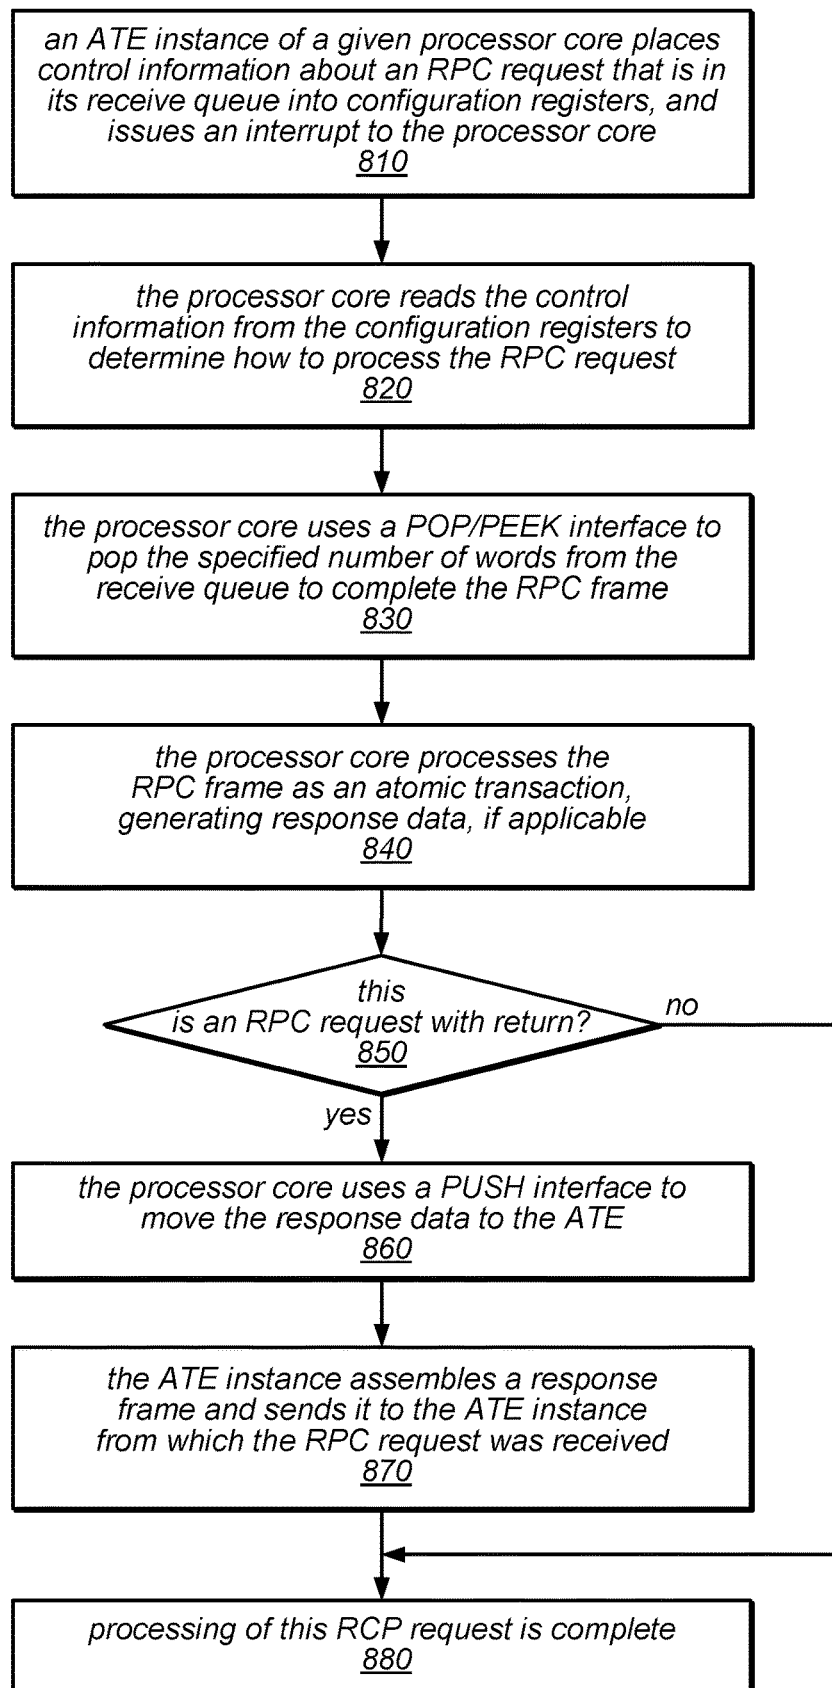 an ATE instance of a given processor core places
control information about an RPC request that is in
its receive queue into configuration registers, and
issues an interrupt to the processor core
810
the processor core reads the control
information from the configuration registers to
determine how to process the RPC request
820
the processor core uses a POP/PEEK interface to
pop the specified number of words from the
receive queue to complete the RPC frame
830
the processor core processes the
RPC frame as an atomic transaction,
generating response data, if applicable
840
this
is an RPC request with return?
850
no
yes
the processor core uses a PUSH interface to
move the response data to the ATE
860
the ATE instance assembles a response
frame and sends it to the ATE instance
from which the RPC request was received
870
processing of this RCP request is complete
880